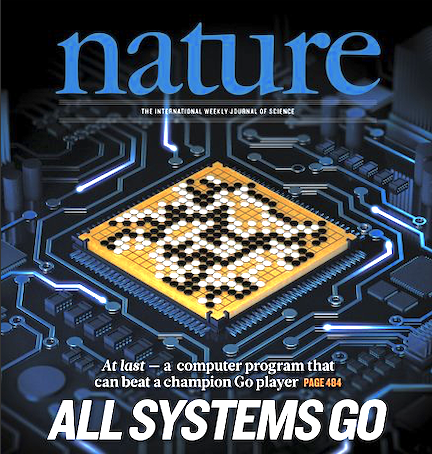 nature
THE INTERNATIONAL WEEKLY JOURNAL OF SCIENCE
At last — a computer program that
can beat a champion Go player PAGE 484
ALL SYSTEMS GO